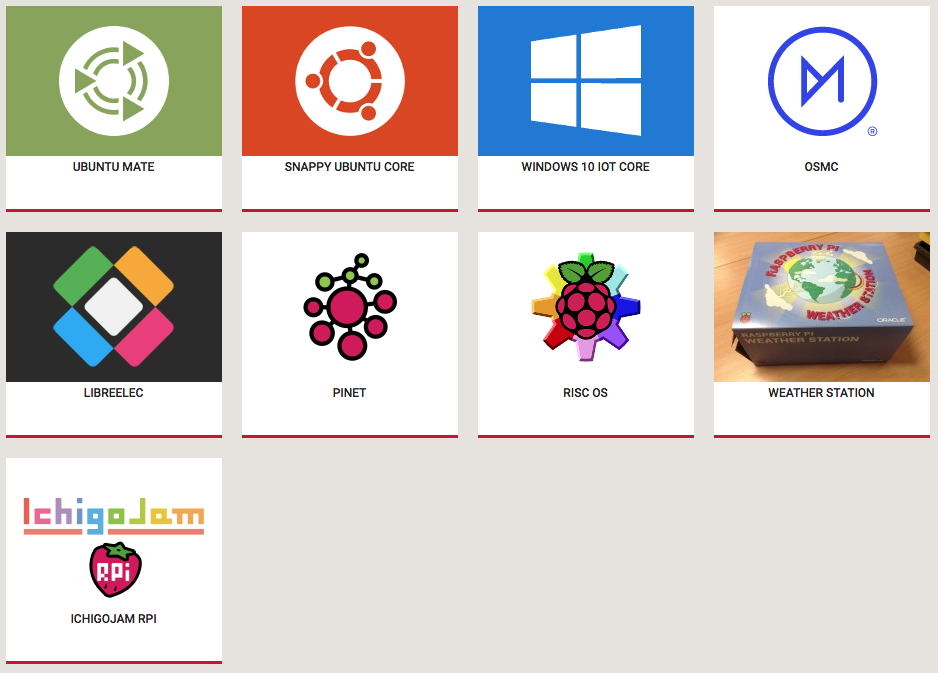 UBUNTU MATE
SNAPPY UBUNTU CORE
WINDOWS 10 IOT CORE
®
OSMC
LIBREELEC
PINET
RISC OS
RASPBERRY PI
WEATHER STATION
ORACLE
RASPBERRY PI
WEATHER STATION
WEATHER STATION
IchigoJam
RPi
ICHIGOJAM RPI